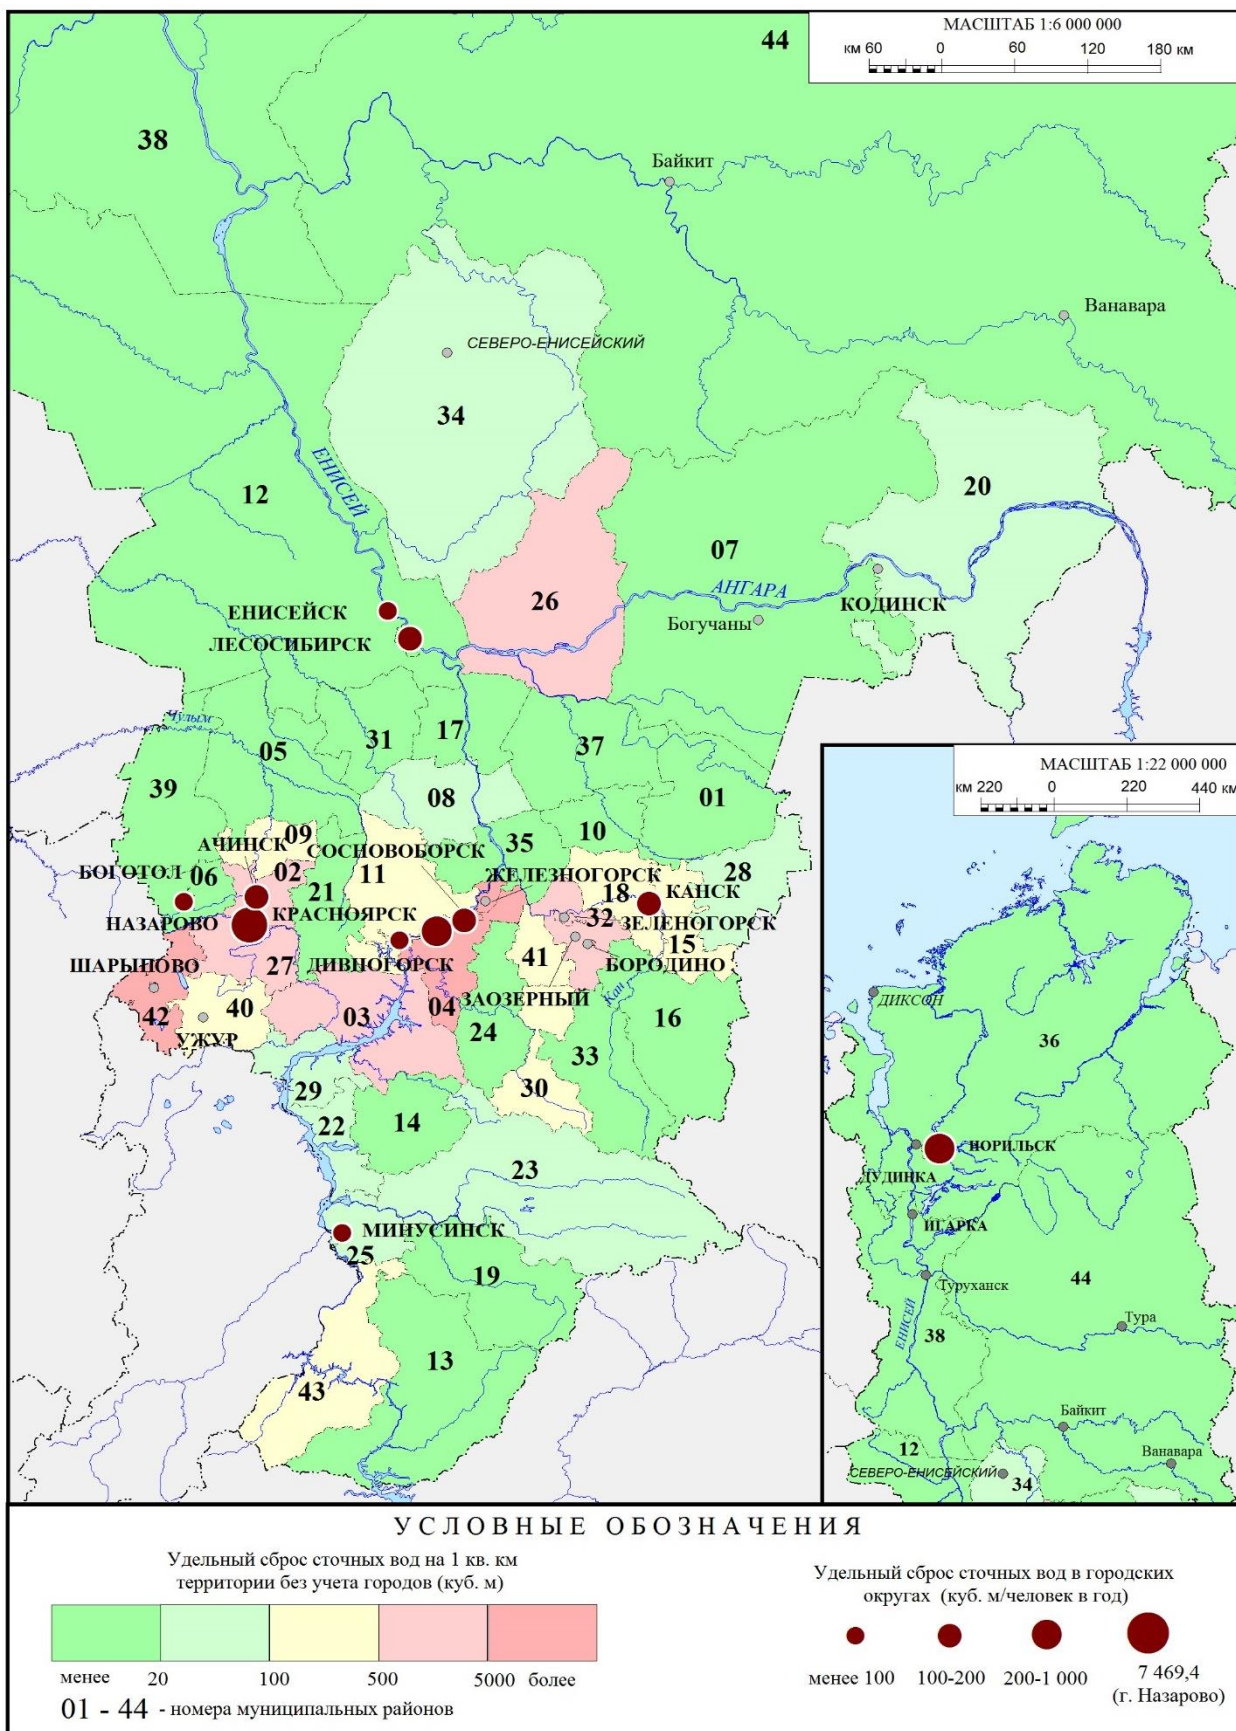 МАСШТАБ 1:6 000 000
км 60 0 60 120 180 км
44
38
Байкит
Ванавара
СЕВЕРО-ЕНИСЕЙСКИЙ
34
ЕНИСЕЙ
12
20
07
26
АНГАРА
КОДИНСК
Богучаны
ЕНИСЕЙСК
ЛЕСОСИБИРСК
Чулым
05
31
17
37
39
08
01
09
10
АЧИНСК
СОСНОВОБОРСК
35
28
БОГОТОЛ
06
02
21
11
ЖЕЛЕЗНОГОРСК
18
КАНСК
НАЗАРОВО
КРАСНОЯРСК
32
ЗЕЛЕНОГОРСК
15
ШАРЫПОВО
27
ДИВНОГОРСК
41
БОРОДИНО
ЗАОЗЕРНЫЙ
Кан
42
40
03
04
УЖУР
24
16
33
29
30
22
14
23
МИНУСИНСК
25
19
13
43
МАСШТАБ 1:22 000 000
км 220 0 220 440 км
ДИКСОН
36
НОРИЛЬСК
ДУДИНКА
ИГАРКА
Туруханск
44
Тура
ЕНИСЕЙ
38
Байкит
12
Ванавара
СЕВЕРО-ЕНИСЕЙСКИЙ
34
УСЛОВНЫЕ ОБОЗНАЧЕНИЯ
Удельный сброс сточных вод на 1 кв. км
территории без учета городов (куб. м)
менее 20 100 500 5000 более
01 - 44 - номера муниципальных районов
Удельный сброс сточных вод в городских
округах (куб. м/человек в год)
менее 100 100-200 200-1 000 7 469,4
(г. Назарово)